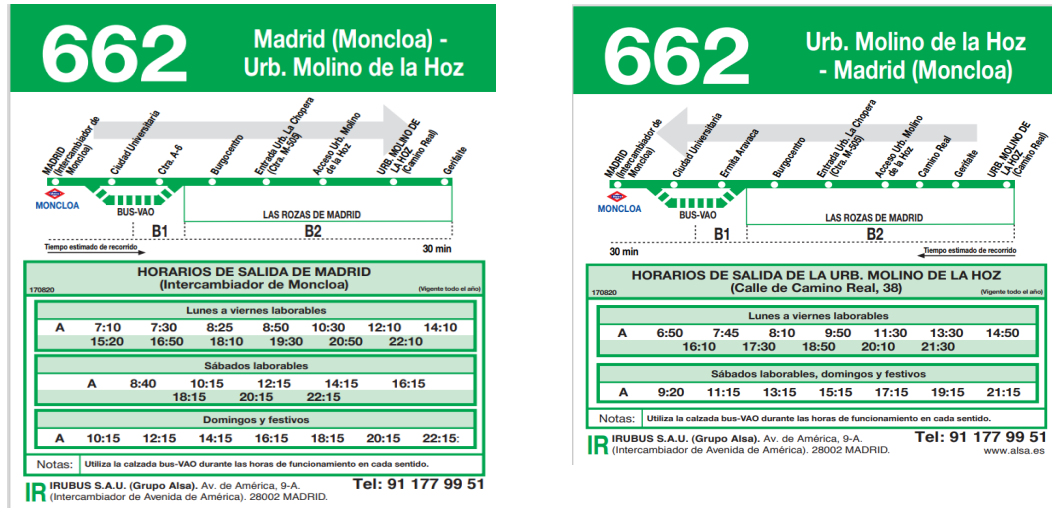 662
Madrid (Moncloa) -
Urb. Molino de la Hoz
MADRID
(Intercambiador de
Moncloa)
Ciudad Universitaria
Ctra. A-6
Burgocentro
Entrada Urb. La Chopera
(Ctra. M-505)
Acceso Urb. Molino
de la Hoz
URB. MOLINO DE
LA HOZ
(Camino Real)
Gerifalte
MONCLOA
BUS-VAO
LAS ROZAS DE MADRID
B1
B2
Tiempo estimado de recorrido
30 min
HORARIOS DE SALIDA DE MADRID
(Intercambiador de Moncloa)
170820
(Vigente todo el año)
Lunes a viernes laborables
A 7:10 7:30 8:25 8:50 10:30 12:10 14:10
15:20 16:50 18:10 19:30 20:50 22:10
Sábados laborables
A 8:40 10:15 12:15 14:15 16:15
18:15 20:15 22:15
Domingos y festivos
A 10:15 12:15 14:15 16:15 18:15 20:15 22:15:
Notas: Utiliza la calzada bus-VAO durante las horas de funcionamiento en cada sentido.
IR IRUBUS S.A.U. (Grupo Alsa). Av. de América, 9-A.
(Intercambiador de Avenida de América). 28002 MADRID.
Tel: 91 177 99 51
662
Urb. Molino de la Hoz
- Madrid (Moncloa)
MADRID
(Intercambiador de
Moncloa)
Ciudad Universitaria
Ermita Aravaca
Burgocentro
Entrada Urb. La Chopera
(Ctra. M-505)
Acceso Urb. Molino
de la Hoz
Camino Real
Gerifalte
URB. MOLINO DE
LA HOZ
(Camino Real)
MONCLOA
BUS-VAO
LAS ROZAS DE MADRID
B1
B2
30 min
Tiempo estimado de recorrido
HORARIOS DE SALIDA DE LA URB. MOLINO DE LA HOZ
(Calle de Camino Real, 38)
170820
(Vigente todo el año)
Lunes a viernes laborables
A 6:50 7:45 8:10 9:50 11:30 13:30 14:50
16:10 17:30 18:50 20:10 21:30
Sábados laborables, domingos y festivos
A 9:20 11:15 13:15 15:15 17:15 19:15 21:15
Notas: Utiliza la calzada bus-VAO durante las horas de funcionamiento en cada sentido.
IR IRUBUS S.A.U. (Grupo Alsa). Av. de América, 9-A.
(Intercambiador de Avenida de América). 28002 MADRID.
Tel: 91 177 99 51
www.alsa.es